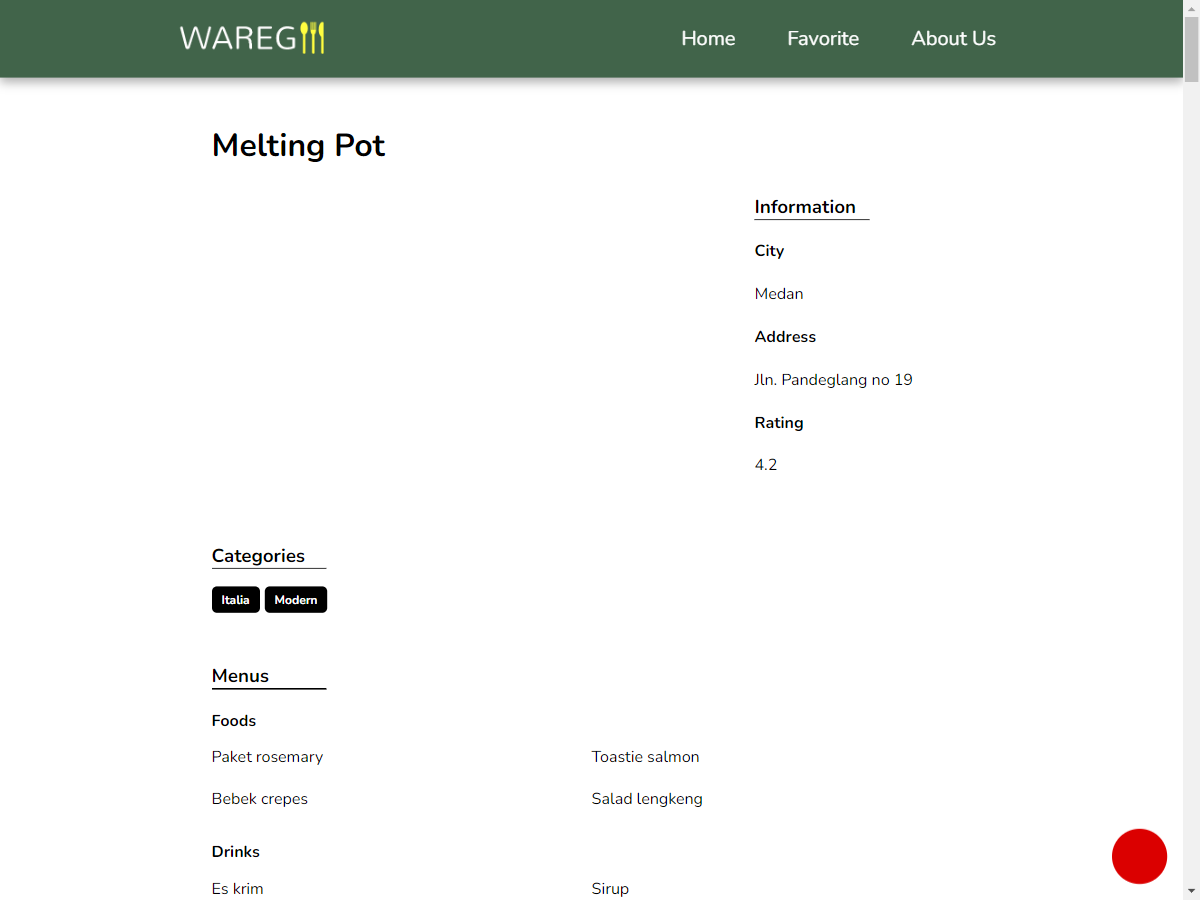 WAREG
Home Favorite About Us
Melting Pot
Information
City
Medan
Address
Jln. Pandeglang no 19
Rating
4.2
Categories
Italia Modern
Menus
Foods
Paket rosemary Toastie salmon
Bebek crepes Salad lengkeng
Drinks
Es krim Sirup